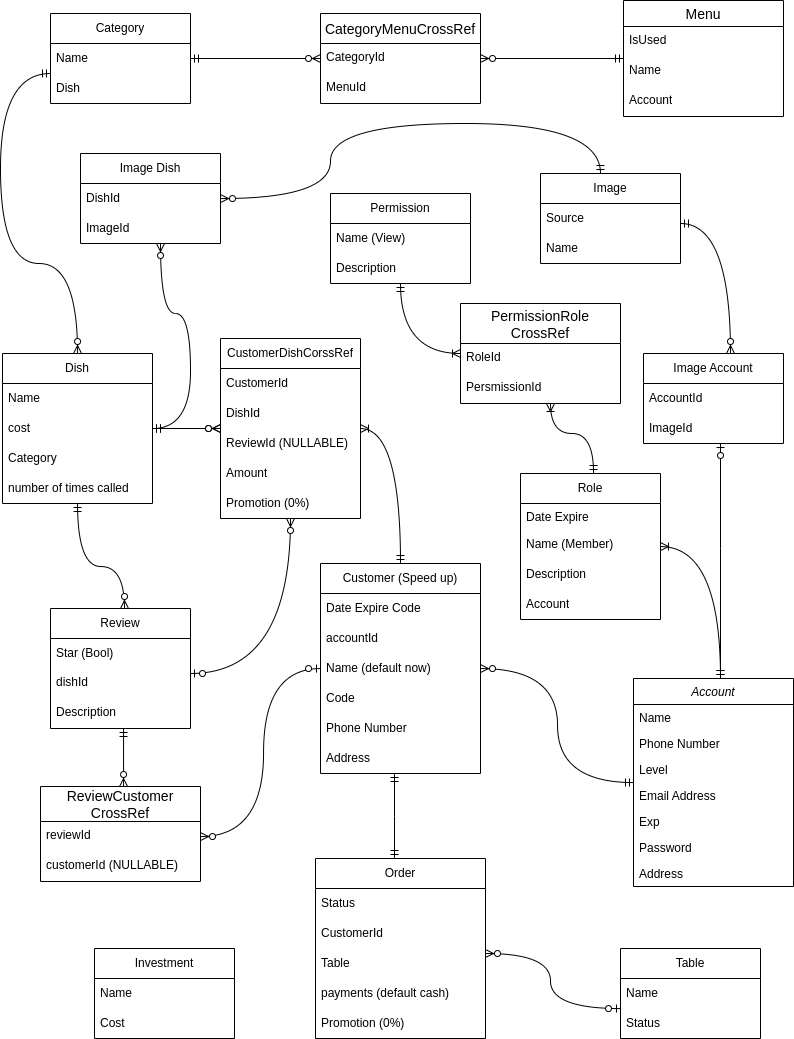 Category
Name
Dish
CategoryMenuCrossRef
CategoryId
MenuId
Menu
IsUsed
Name
Account
Image Dish
DishId
ImageId
Permission
Name (View)
Description
Image
Source
Name
PermissionRole
CrossRef
RoleId
PersmissionId
Dish
Name
cost
Category
number of times called
CustomerDishCorssRef
CustomerId
DishId
ReviewId (NULLABLE)
Amount
Promotion (0%)
Image Account
AccountId
ImageId
Role
Date Expire
Name (Member)
Description
Account
Review
Star (Bool)
dishId
Description
Customer (Speed up)
Date Expire Code
accountId
Name (default now)
Code
Phone Number
Address
Account
Name
Phone Number
Level
Email Address
Exp
Password
Address
ReviewCustomer
CrossRef
reviewId
customerId (NULLABLE)
Order
Status
CustomerId
Table
payments (default cash)
Promotion (0%)
Investment
Name
Cost
Table
Name
Status